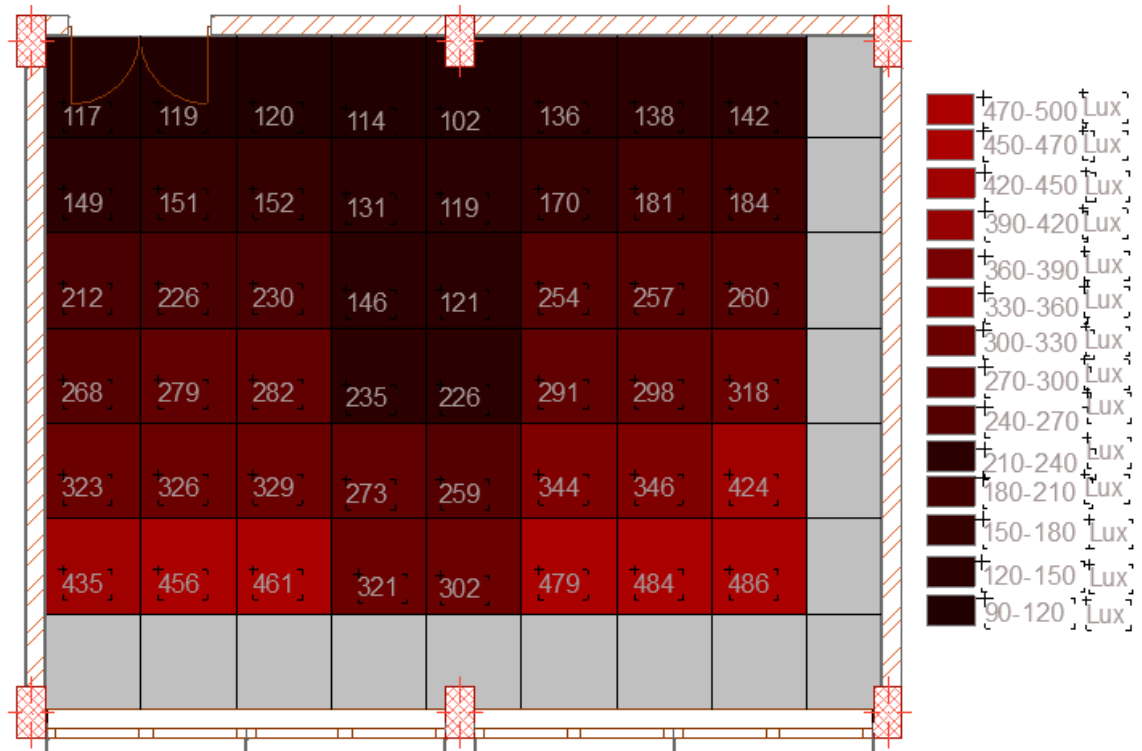 117 119 120 114 102 136 138 142
149 151 152 131 119 170 181 184
212 226 230 146 121 254 257 260
268 279 282 235 226 291 298 318
323 326 329 273 259 344 346 424
435 456 461 321 302 479 484 486
470-500 Lux
450-470 Lux
420-450 Lux
390-420 Lux
360-390 Lux
330-360 Lux
300-330 Lux
270-300 Lux
240-270 Lux
210-240 Lux
180-210 Lux
150-180 Lux
120-150 Lux
90-120 Lux